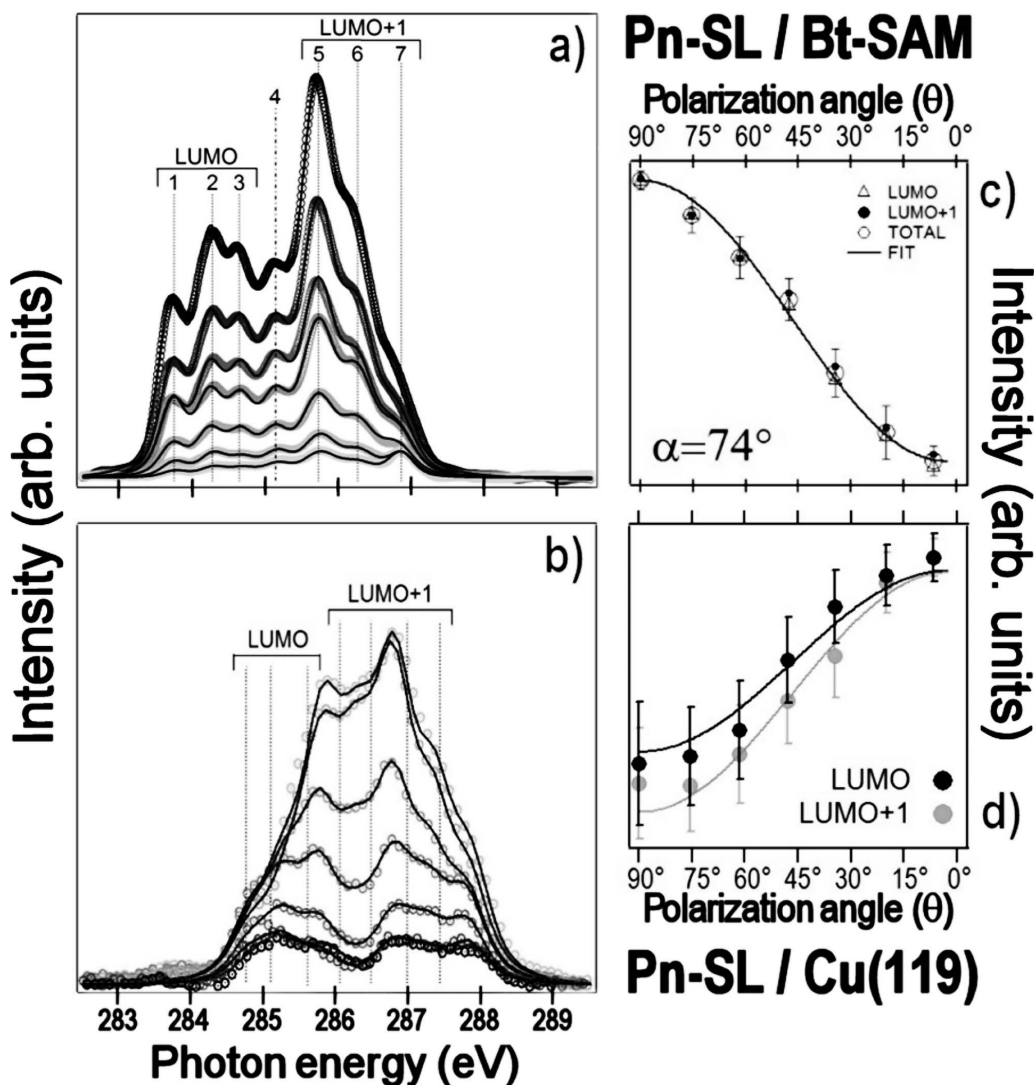 a)
LUMO+1
5 6 7
4
LUMO
1 2 3
b)
LUMO+1
LUMO
283 284 285 286 287 288 289
Photon energy (eV)
Intensity (arb. units)
Pn-SL / Bt-SAM
Polarization angle (θ)
90° 75° 60° 45° 30° 15° 0°
c)
LUMO
LUMO+1
TOTAL
FIT
α=74°
Intensity (arb. units)
LUMO
LUMO+1
d)
90° 75° 60° 45° 30° 15° 0°
Polarization angle (θ)
Pn-SL / Cu(119)